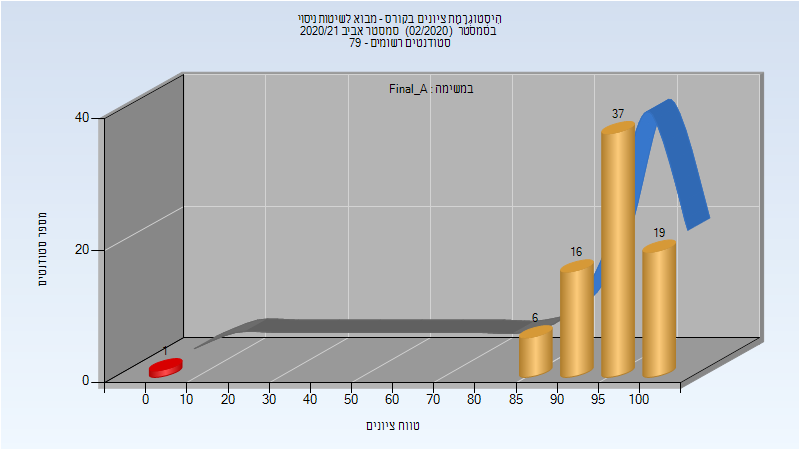 היסטוגרמת ציונים בקורס - מבוא לשיטות ניסוי
בסמסטר (02/2020) סמסטר אביב 2020/21
סטודנטים רשומים - 79
במשימה : Final_A
מספר סטודנטים
40
20
0
1
6
16
37
19
0 10 20 30 40 50 60 70 80 85 90 95 100
טווח ציונים